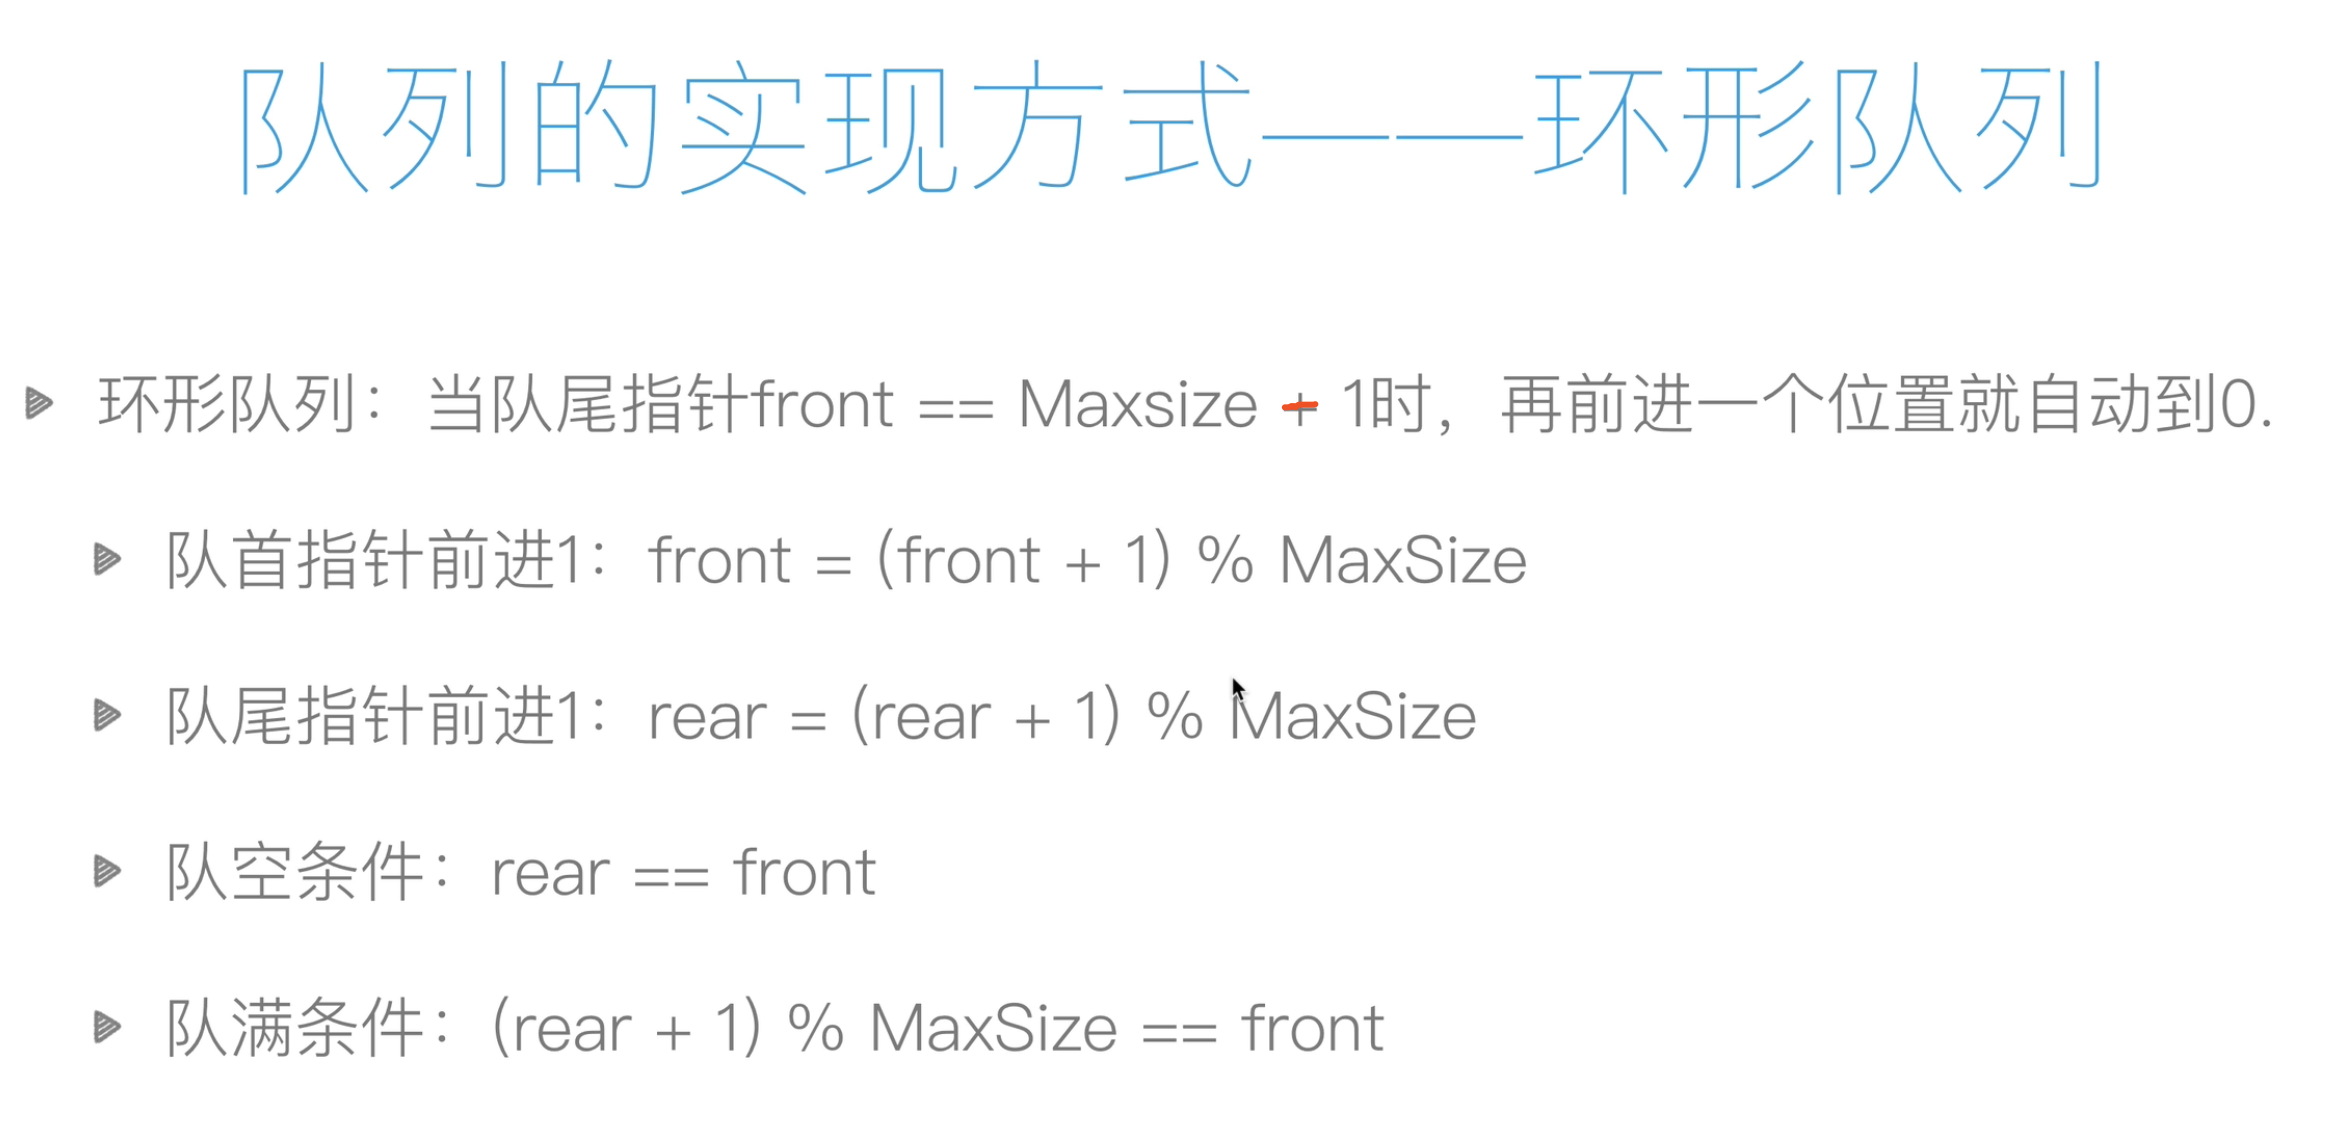 队列的实现方式——环形队列
环形队列：当队尾指针front == Maxsize - 1时，再前进一个位置就自动到0.
队首指针前进1：front = (front + 1) % MaxSize
队尾指针前进1：rear = (rear + 1) % MaxSize
队空条件：rear == front
队满条件：(rear + 1) % MaxSize == front